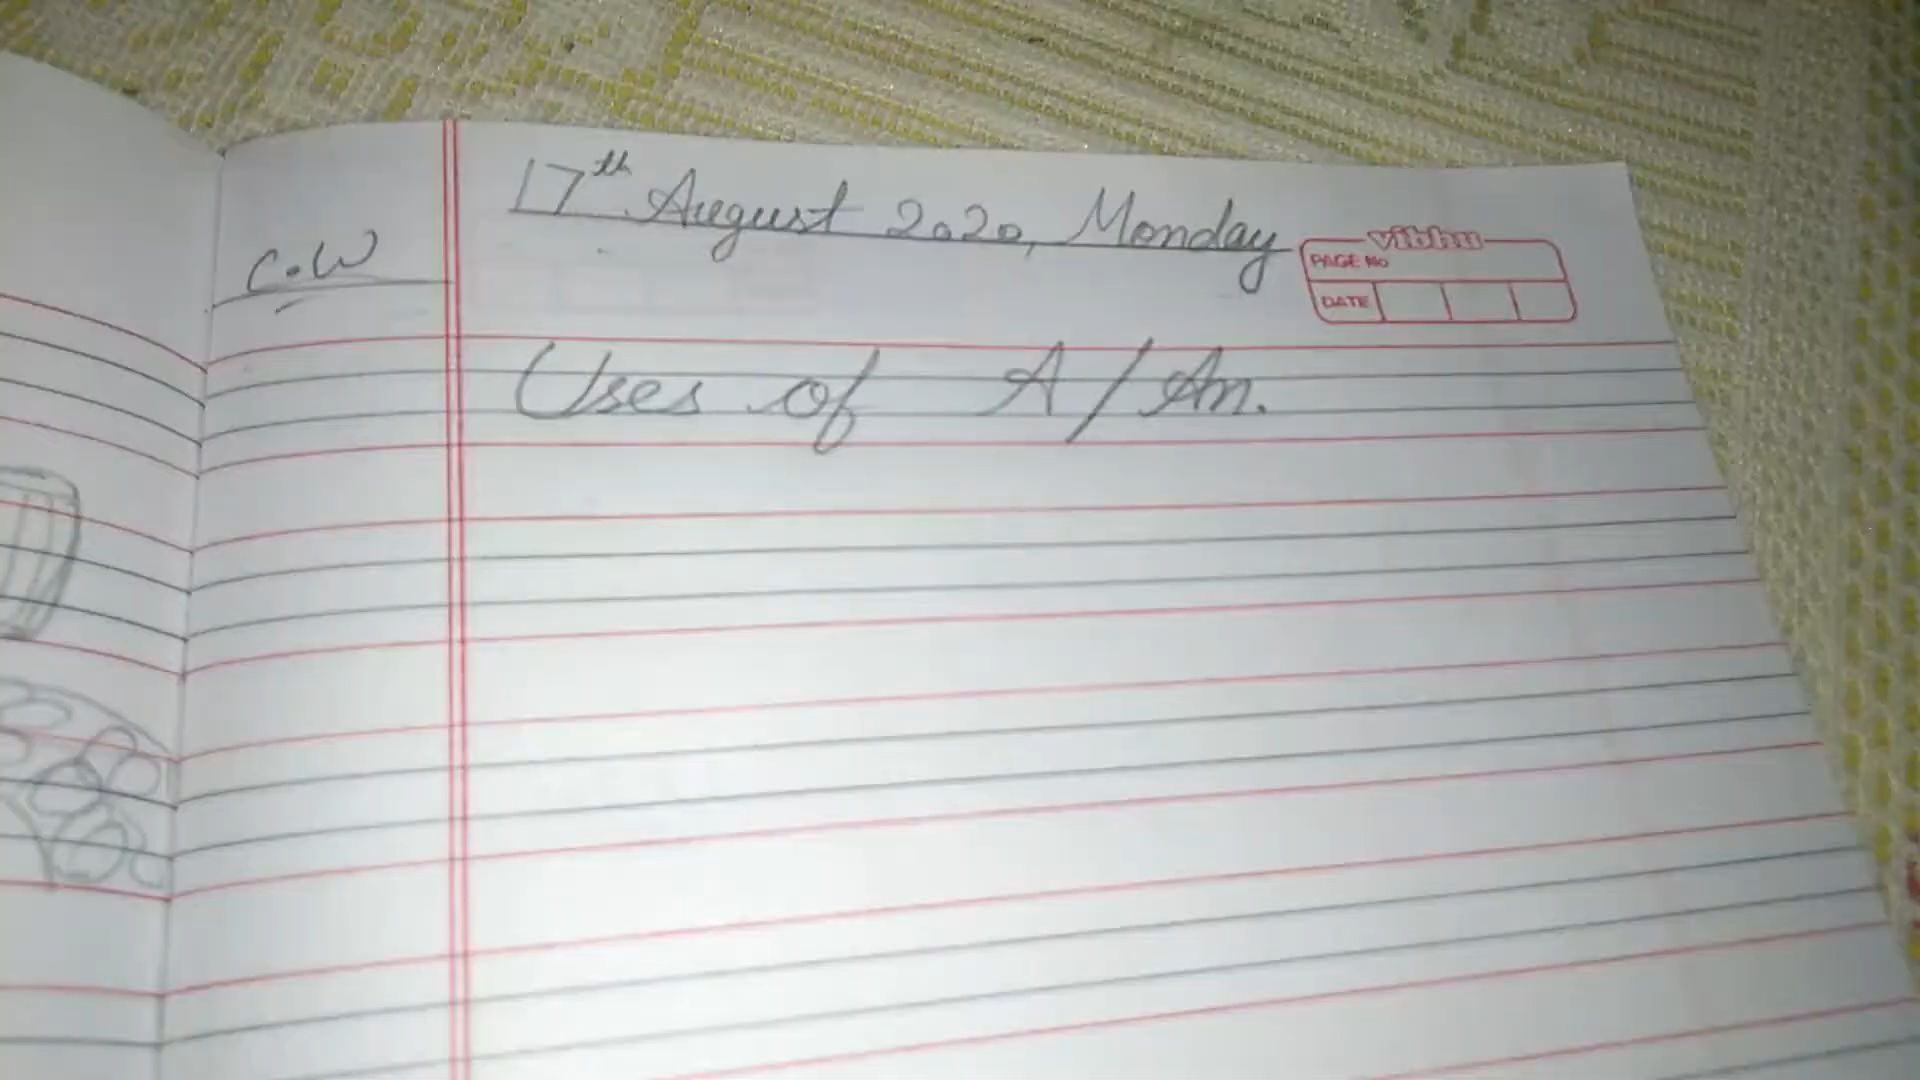 17th August 2020, Monday
vibhu
PAGE No
DATE
C.W
Uses of A/An.